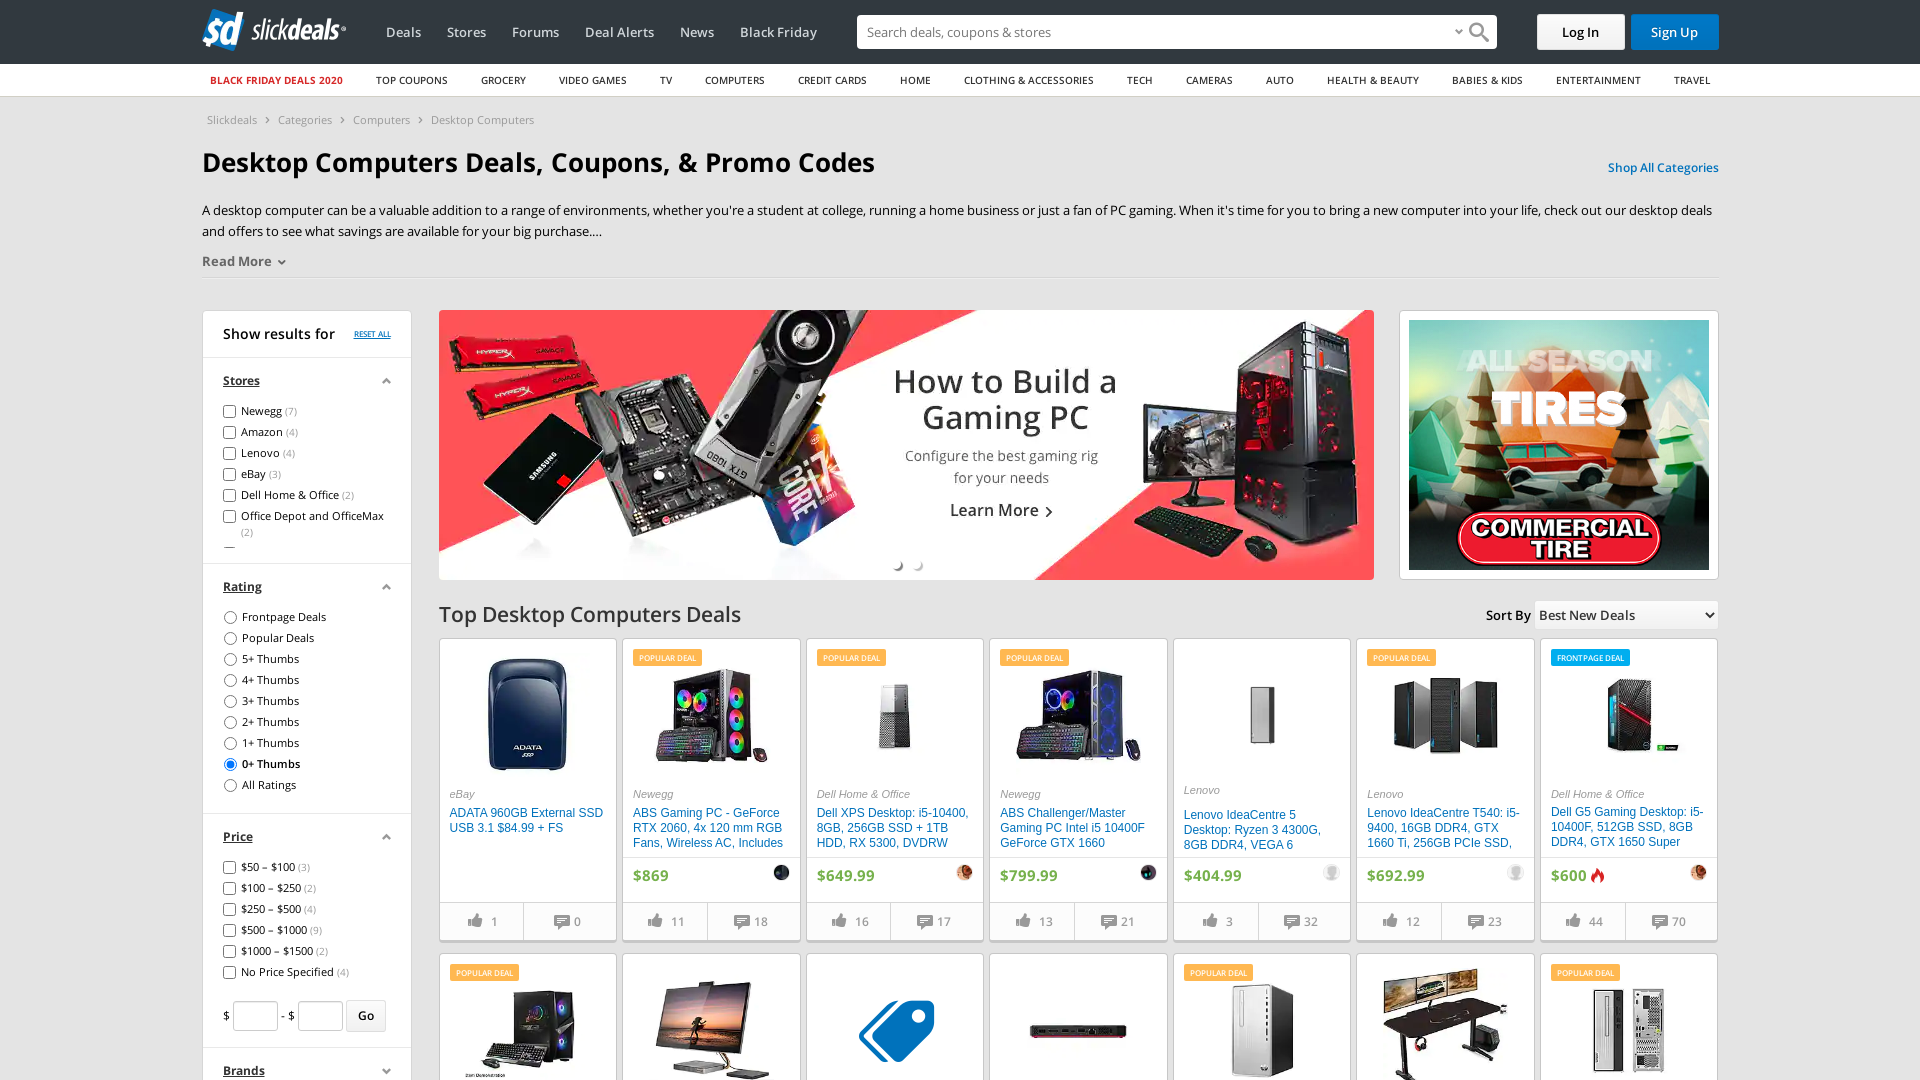 sd slickdeals
Deals
Stores
Forums
Deal Alerts
News
Black Friday
Search deals, coupons & stores
Log In
Sign Up
BLACK FRIDAY DEALS 2020
TOP COUPONS
GROCERY
VIDEO GAMES
TV
COMPUTERS
CREDIT CARDS
HOME
CLOTHING & ACCESSORIES
TECH
CAMERAS
AUTO
HEALTH & BEAUTY
BABIES & KIDS
ENTERTAINMENT
TRAVEL
Slickdeals > Categories > Computers > Desktop Computers
Desktop Computers Deals, Coupons, & Promo Codes
Shop All Categories
A desktop computer can be a valuable addition to a range of environments, whether you're a student at college, running a home business or just a fan of PC gaming. When it's time for you to bring a new computer into your life, check out our desktop deals
and offers to see what savings are available for your big purchase....
Read More
Show results for
RESET ALL
Stores
Newegg (7)
Amazon (4)
Lenovo (4)
eBay (3)
Dell Home & Office (2)
Office Depot and OfficeMax
(2)
Rating
Frontpage Deals
Popular Deals
5+ Thumbs
4+ Thumbs
3+ Thumbs
2+ Thumbs
1+ Thumbs
0+ Thumbs
All Ratings
Price
$50 – $100 (3)
$100 – $250 (2)
$250 – $500 (4)
$500 – $1000 (9)
$1000 – $1500 (2)
No Price Specified (4)
$ - $ Go
Brands
HYPERX SAVAGE
HYPERX
SAMSUNG
GTX 1080
CORE i7
How to Build a
Gaming PC
Configure the best gaming rig
for your needs
Learn More
ALL-SEASON
TIRES
COMMERCIAL
TIRE
Top Desktop Computers Deals
Sort By Best New Deals
ADATA
SSD
eBay
ADATA 960GB External SSD
USB 3.1 $84.99 + FS
1
0
POPULAR DEAL
Newegg
ABS Gaming PC - GeForce
RTX 2060, 4x 120 mm RGB
Fans, Wireless AC, Includes
$869
11
18
POPULAR DEAL
Dell Home & Office
Dell XPS Desktop: i5-10400,
8GB, 256GB SSD + 1TB
HDD, RX 5300, DVDRW
$649.99
16
17
POPULAR DEAL
Newegg
ABS Challenger/Master
Gaming PC Intel i5 10400F
GeForce GTX 1660
$799.99
13
21
Lenovo
Lenovo IdeaCentre 5
Desktop: Ryzen 3 4300G,
8GB DDR4, VEGA 6
$404.99
3
32
POPULAR DEAL
Lenovo
Lenovo IdeaCentre T540: i5-
9400, 16GB DDR4, GTX
1660 Ti, 256GB PCIe SSD,
$692.99
12
23
FRONTPAGE DEAL
Dell Home & Office
Dell G5 Gaming Desktop: i5-
10400F, 512GB SSD, 8GB
DDR4, GTX 1650 Super
$600
44
70
POPULAR DEAL
Item Demonstration
POPULAR DEAL
POPULAR DEAL